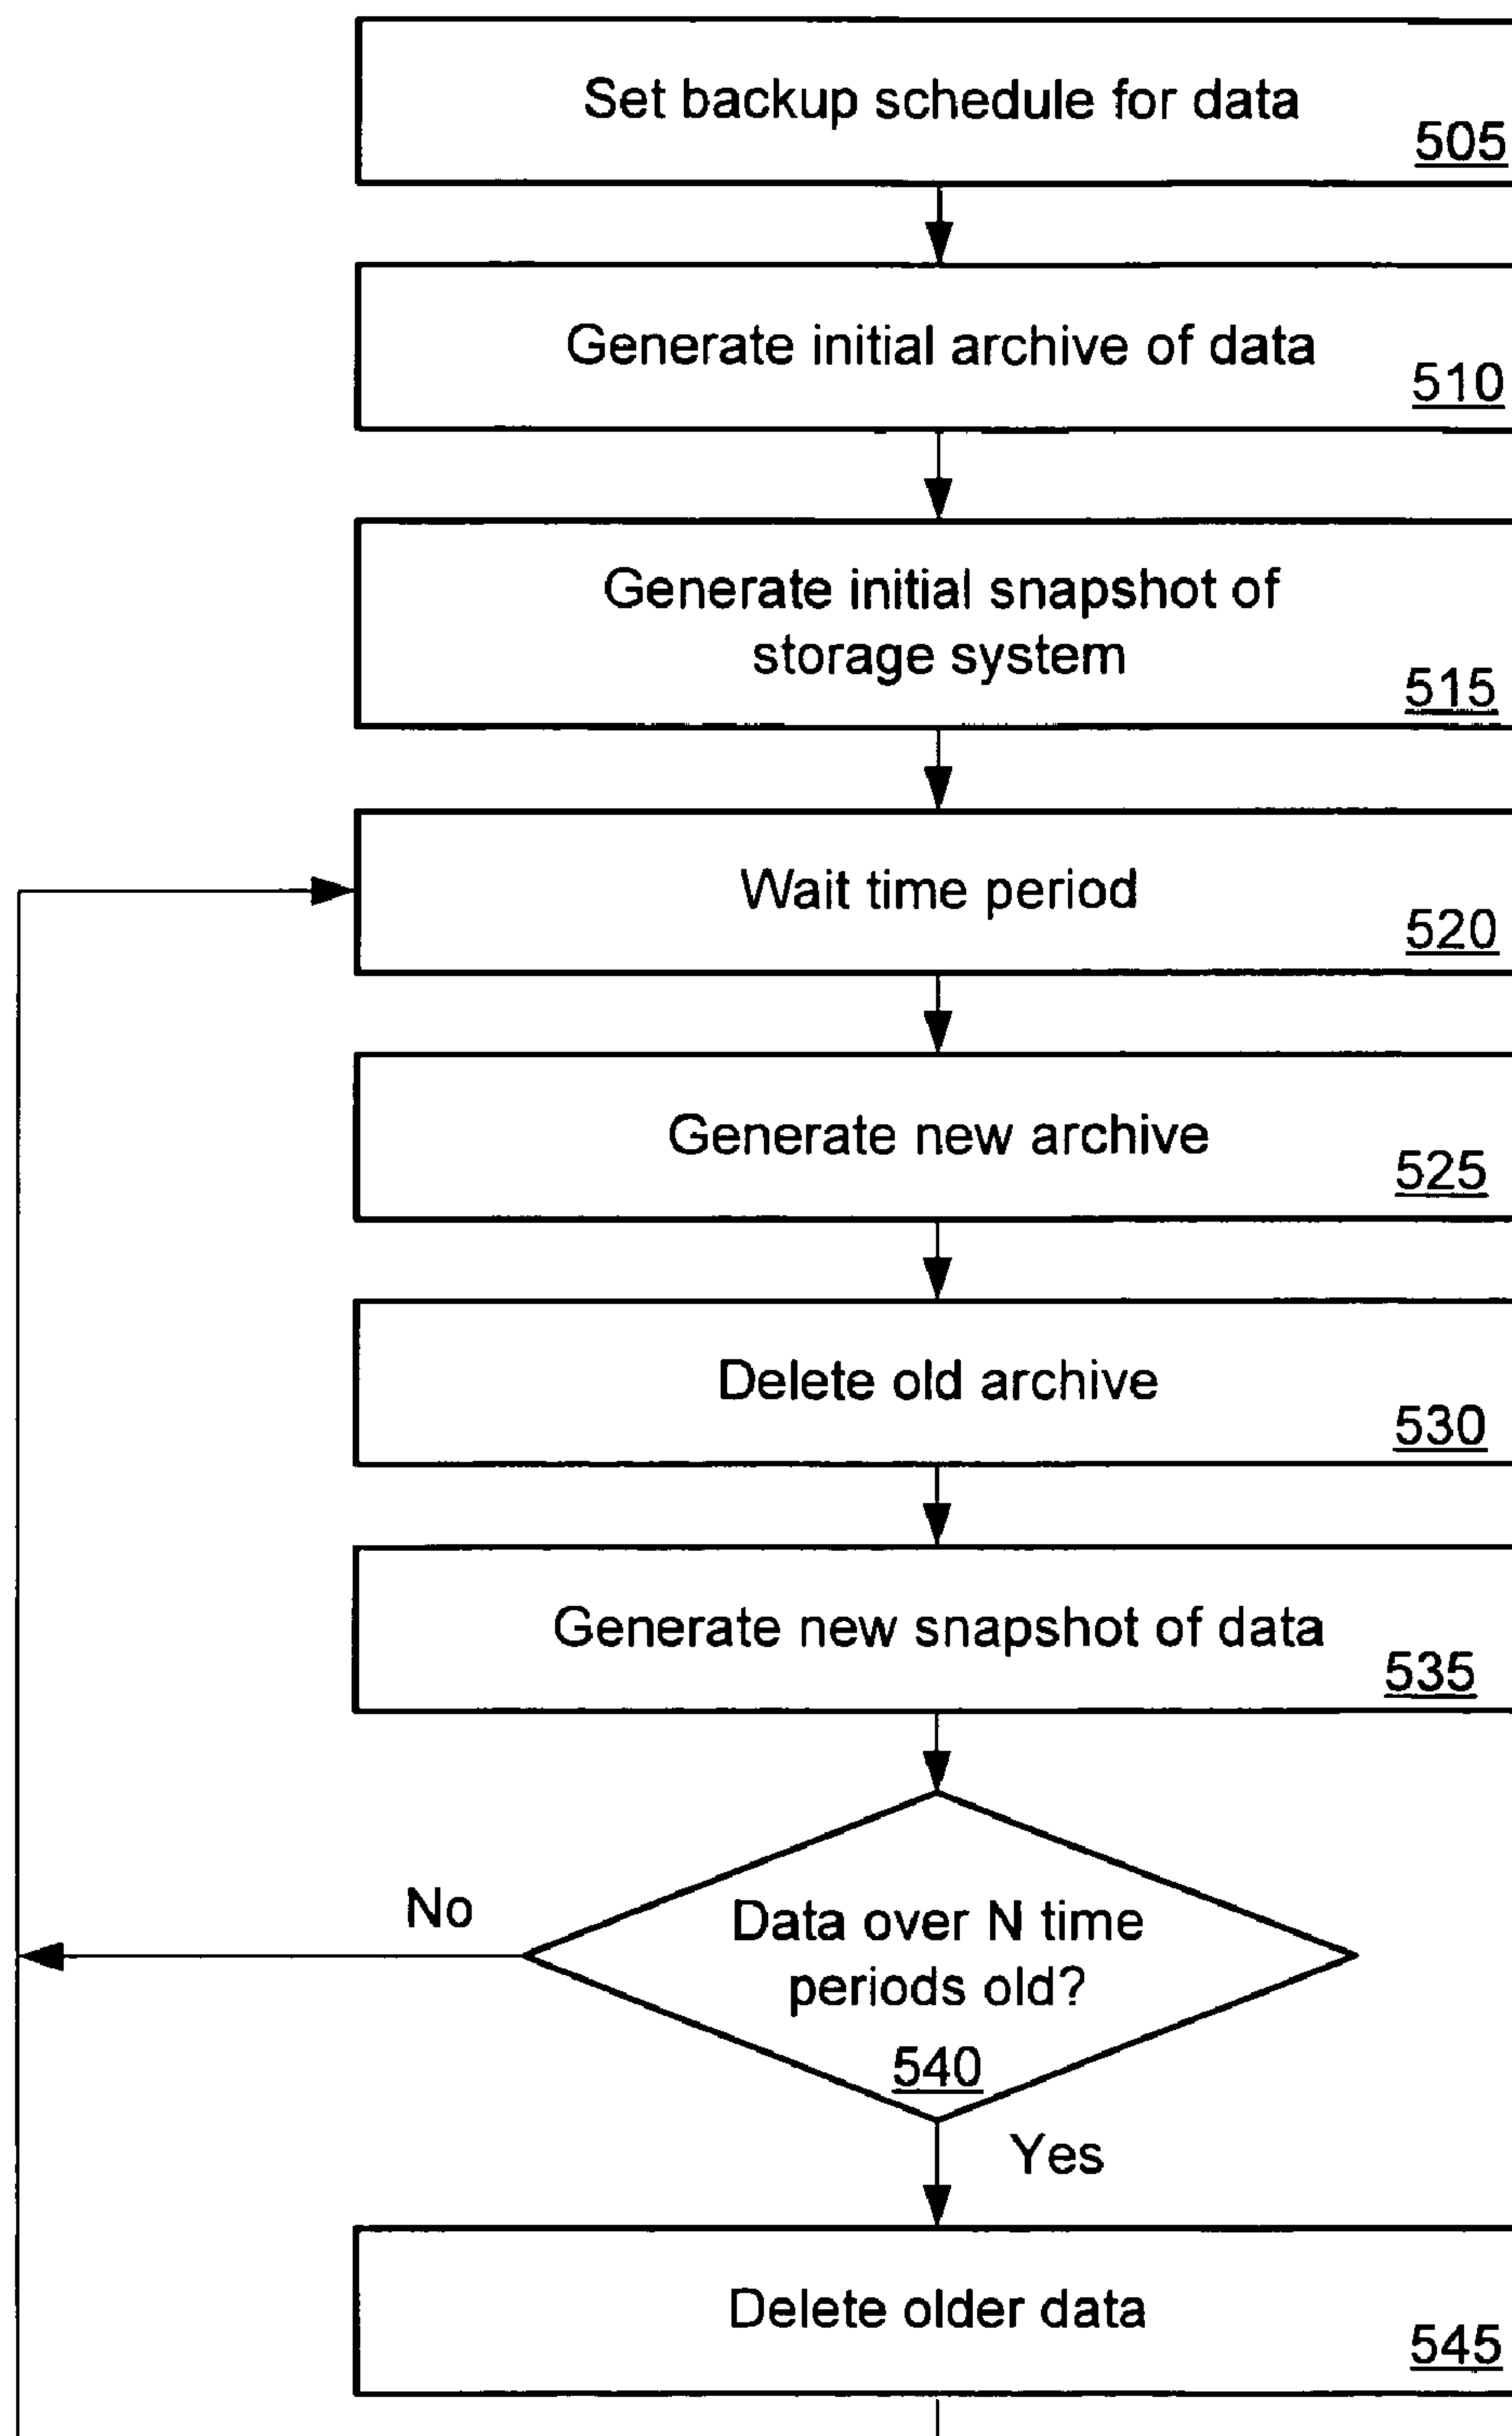 Set backup schedule for data
505
Generate initial archive of data
510
Generate initial snapshot of
storage system
515
Wait time period
520
Generate new archive
525
Delete old archive
530
Generate new snapshot of data
535
No
Data over N time
periods old?
540
Yes
Delete older data
545